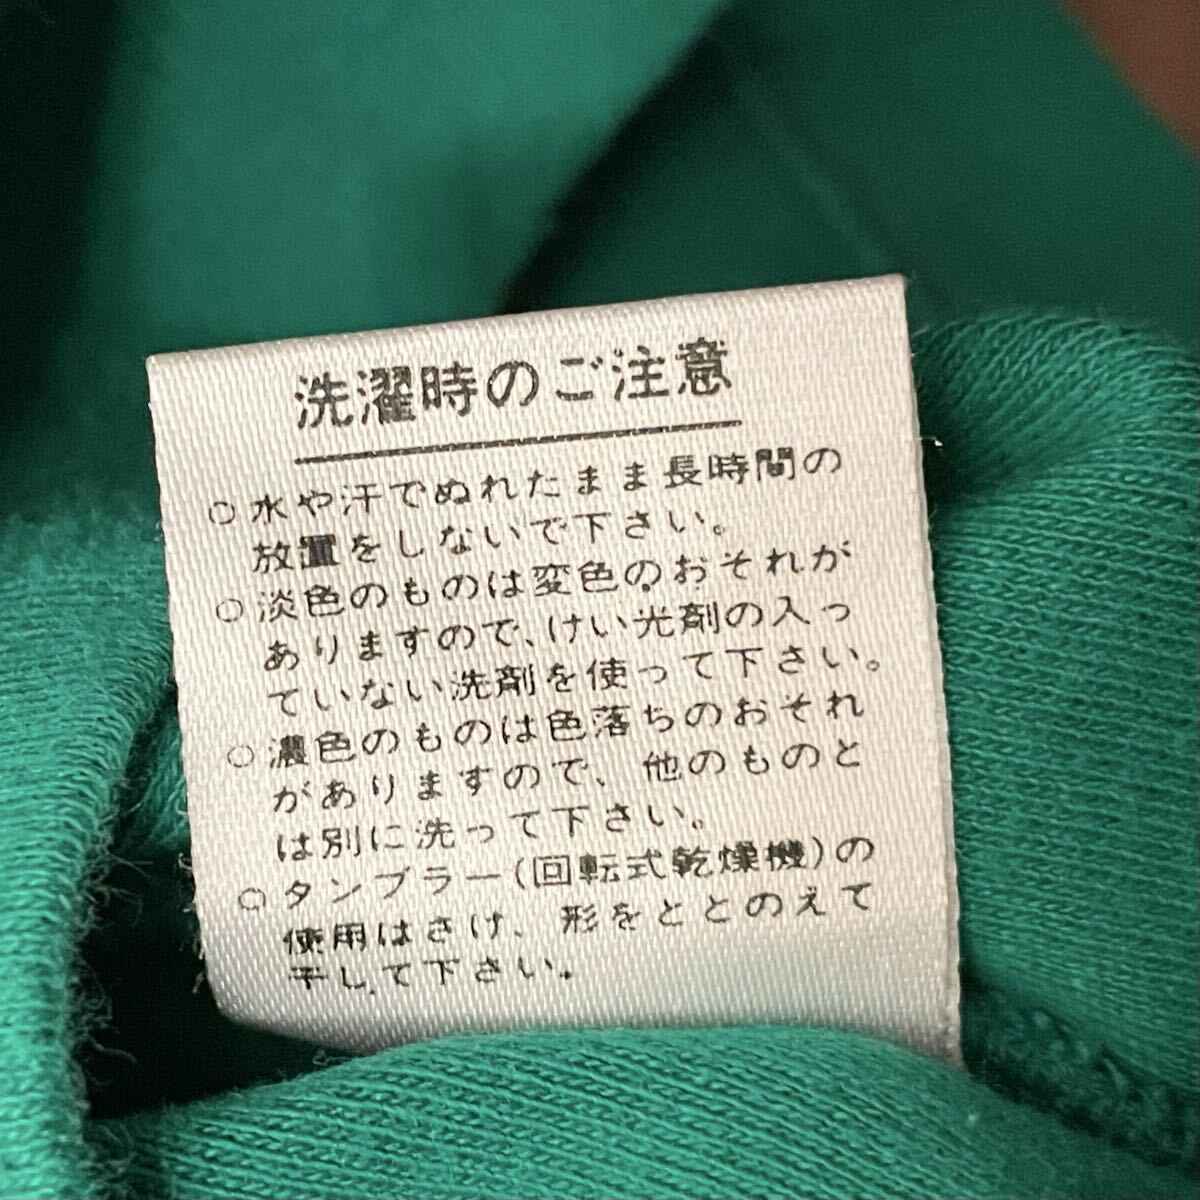 洗濯時のご注意
○水や汗でぬれたまま長時間の
放置をしないで下さい。
○淡色のものは変色のおそれが
ありますので、けい光剤の入っ
ていない洗剤を使って下さい。
○濃色のものは色落ちのおそれ
がありますので、他のものと
は別に洗って下さい。
○タンブラー(回転式乾燥機)の
使用はさけ、形をととのえて
干して下さい。